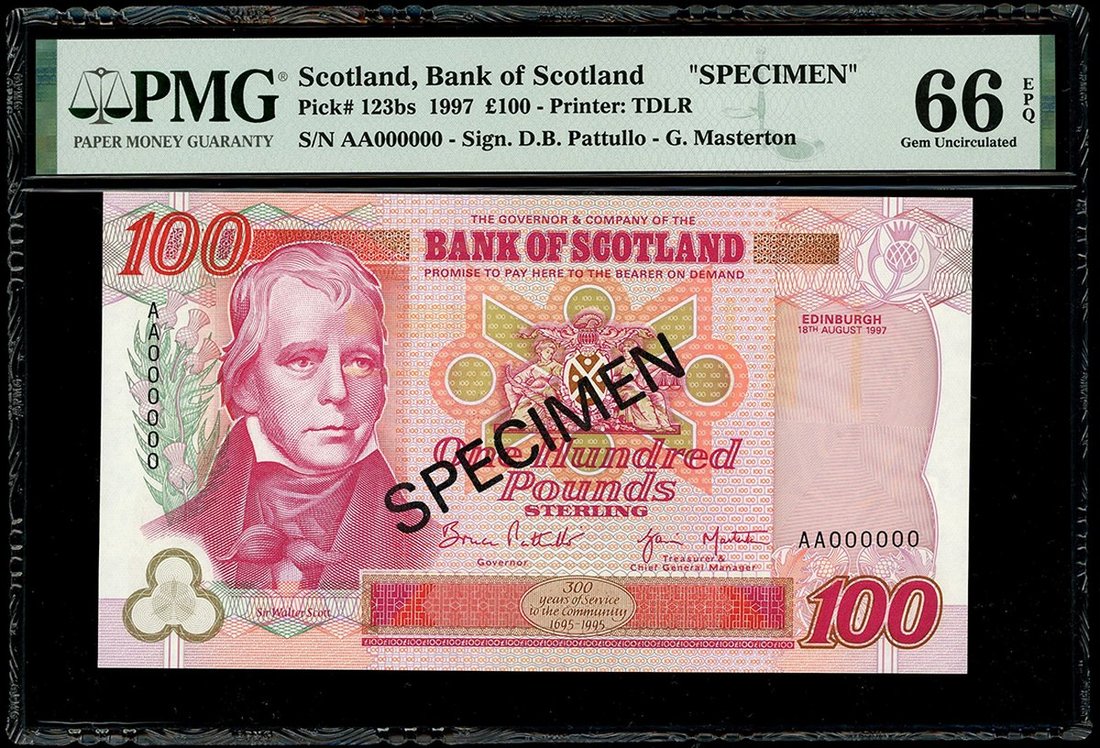 PMG®
PAPER MONEY GUARANTY
Scotland, Bank of Scotland "SPECIMEN"
Pick# 123bs 1997 £100 - Printer: TDLR
S/N AA000000 - Sign. D.B. Pattullo - G. Masterton
66 EPQ
Gem Uncirculated
100
THE GOVERNOR & COMPANY OF THE
BANK OF SCOTLAND
PROMISE TO PAY HERE TO THE BEARER ON DEMAND
EDINBURGH
18TH AUGUST 1997
AA000000
SPECIMEN
One Hundred
Pounds
STERLING
Bruce Pattullo
Governor
Treasurer &
Chief General Manager
AA000000
Sir Walter Scott
300
years of Service
to the Community
1695-1995
100